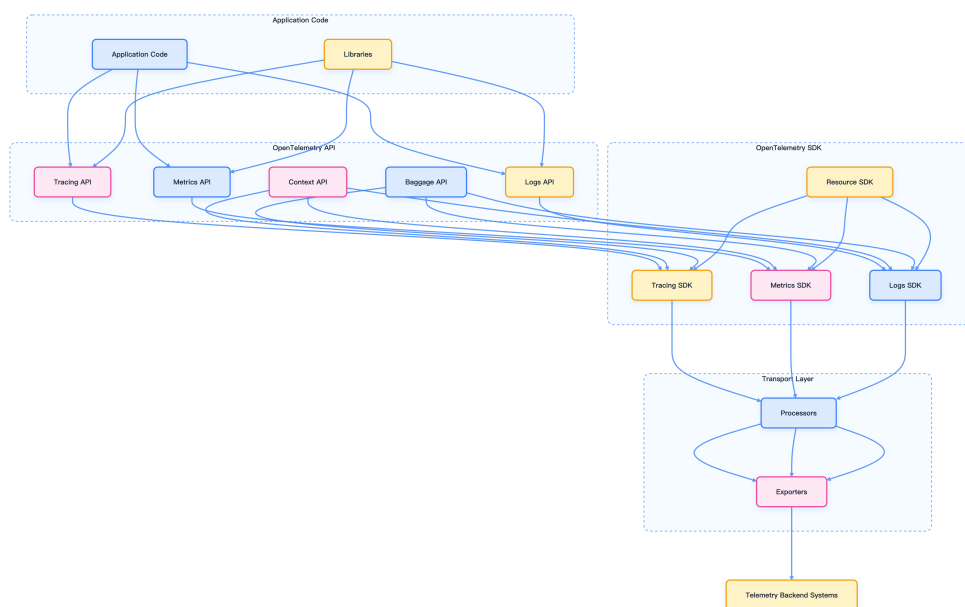 Application Code
Application Code
Libraries
OpenTelemetry API
OpenTelemetry SDK
Tracing API
Metrics API
Context API
Baggage API
Logs API
Resource SDK
Tracing SDK
Metrics SDK
Logs SDK
Transport Layer
Processors
Exporters
Telemetry Backend Systems